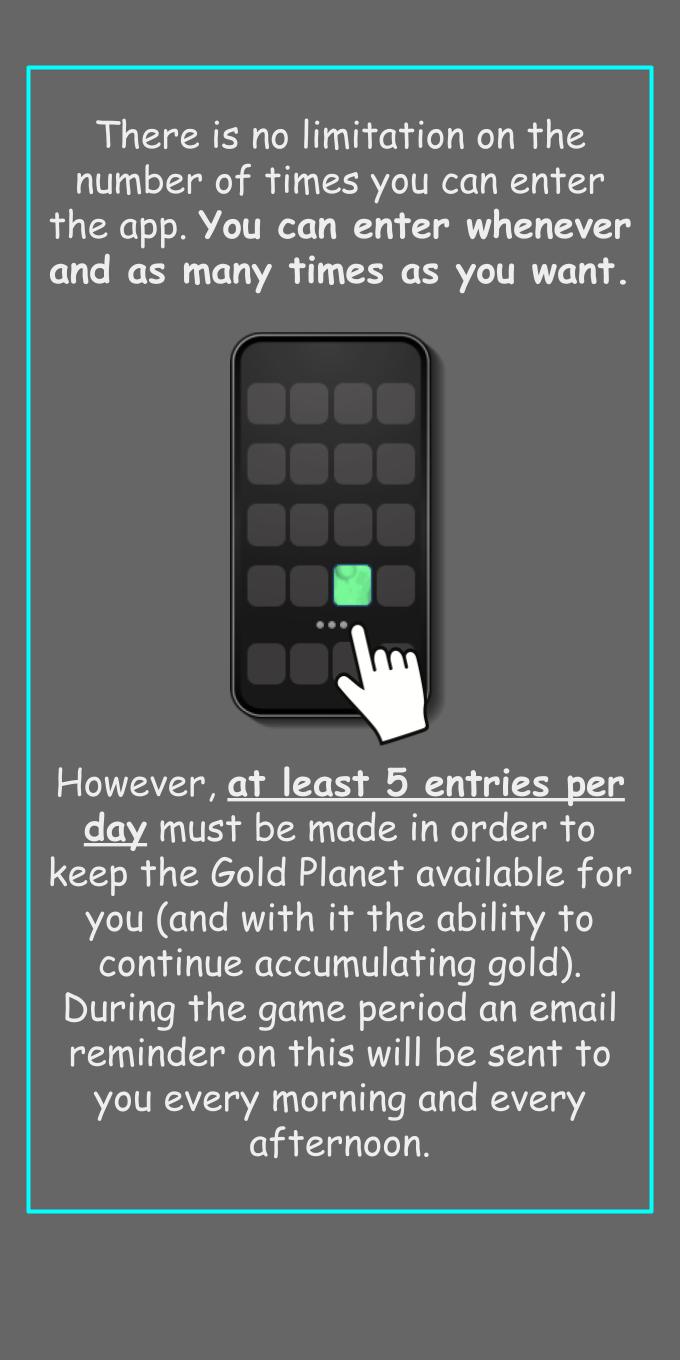 There is no limitation on the
number of times you can enter
the app. You can enter whenever
and as many times as you want.
However, at least 5 entries per
day must be made in order to
keep the Gold Planet available for
you (and with it the ability to
continue accumulating gold).
During the game period an email
reminder on this will be sent to
you every morning and every
afternoon.